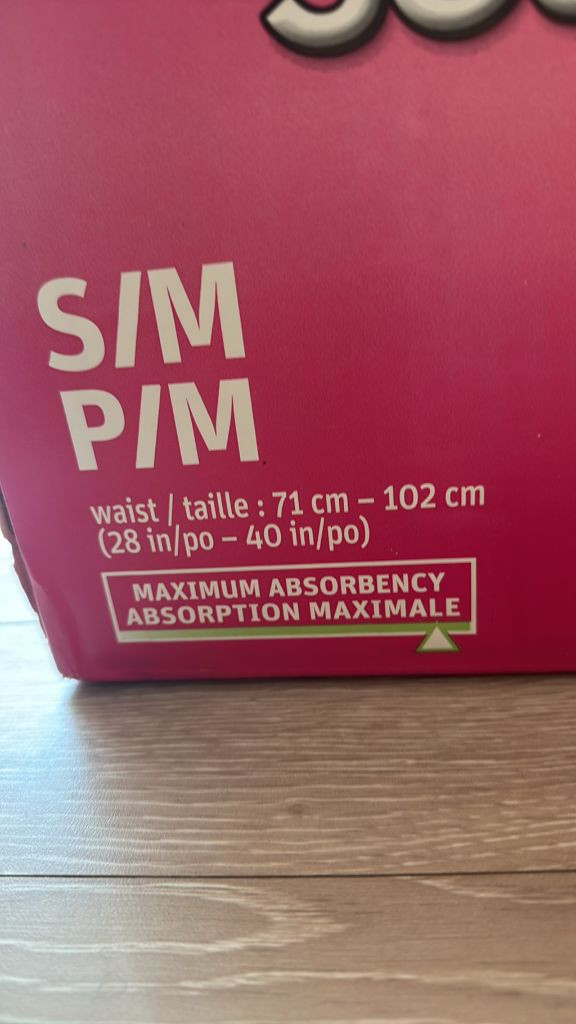 S/M
P/M
waist / taille : 71 cm – 102 cm
(28 in/po – 40 in/po)
MAXIMUM ABSORBENCY
ABSORPTION MAXIMALE